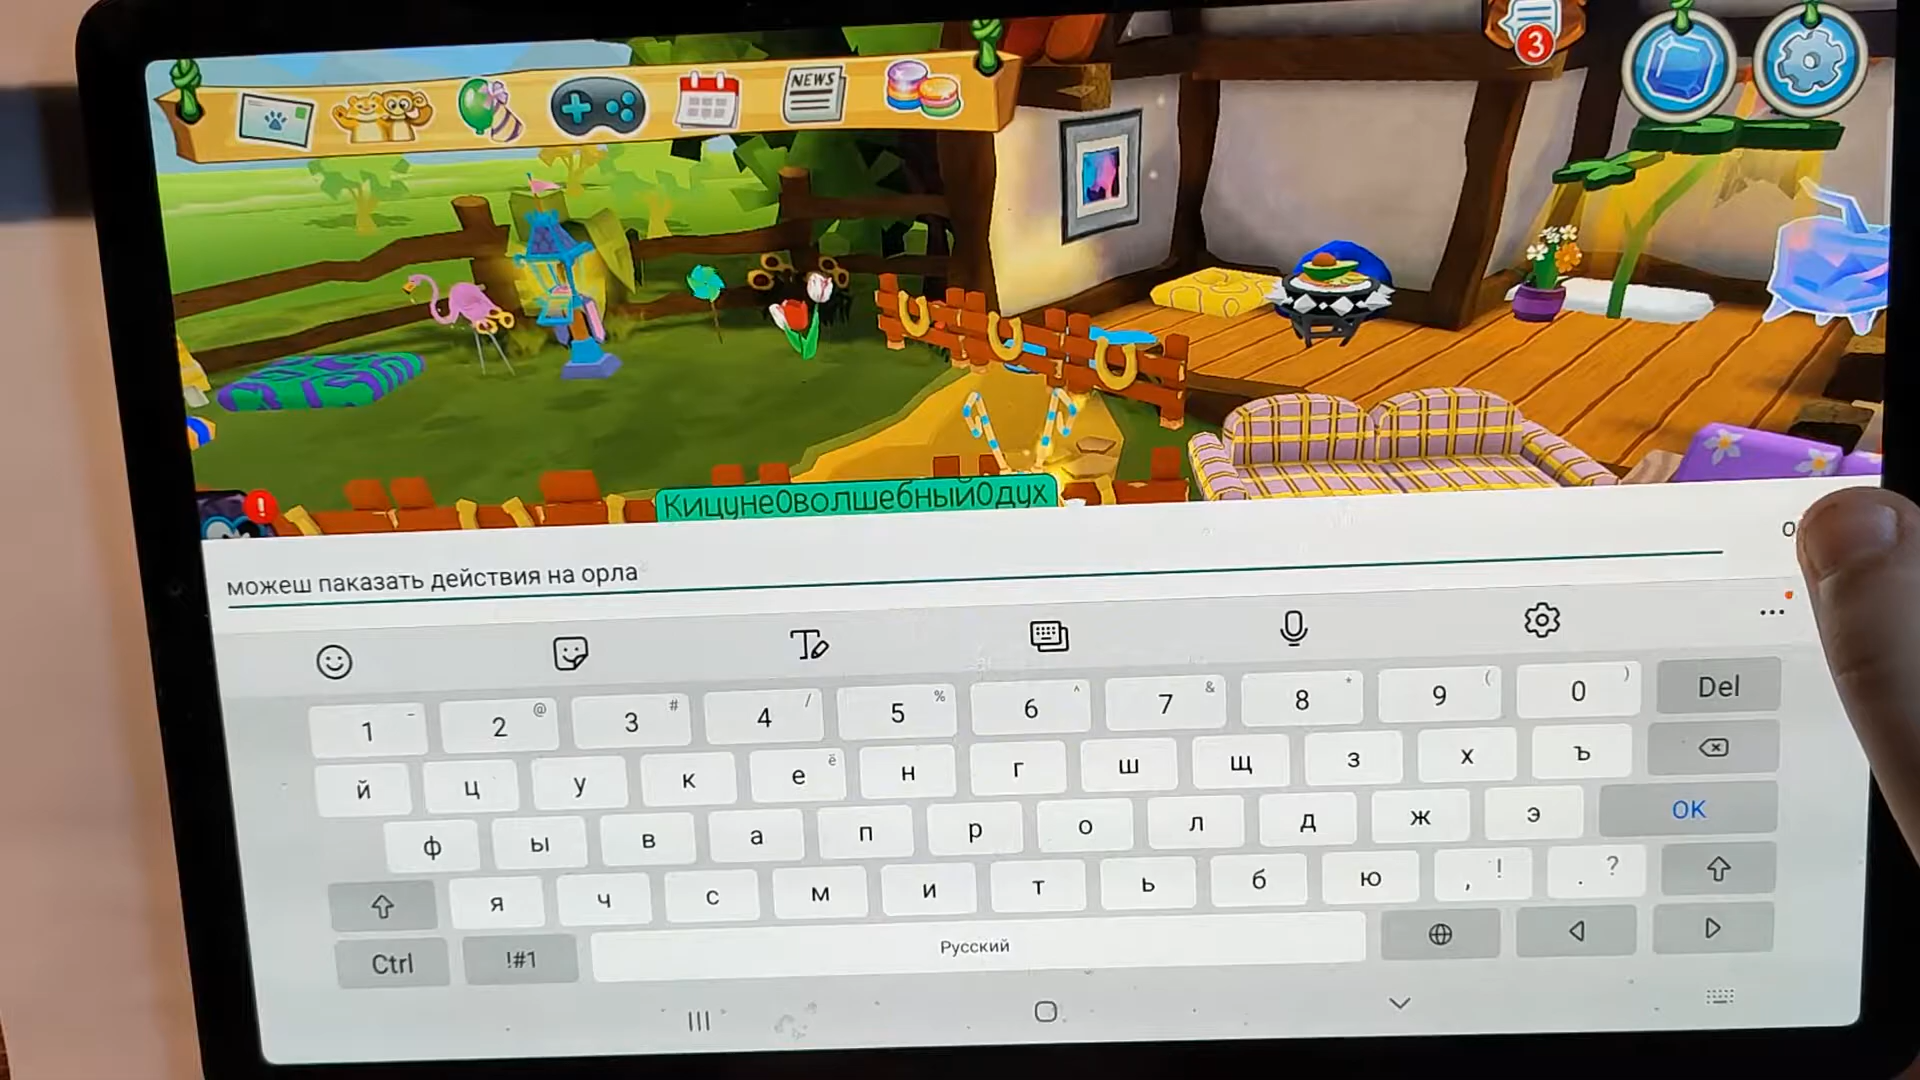 NEWS
3
!
Кицуне0волшебный0дух
можеш паказать действия на орла
1 - 2 @ 3 # 4 / 5 % 6 ^ 7 & 8 * 9 ( 0 ) Del
й ц у к е ё н г ш щ з х ъ
ф ы в а п р о л д ж э OK
я ч с м и т ь б ю , ! . ?
Ctrl !#1 Русский